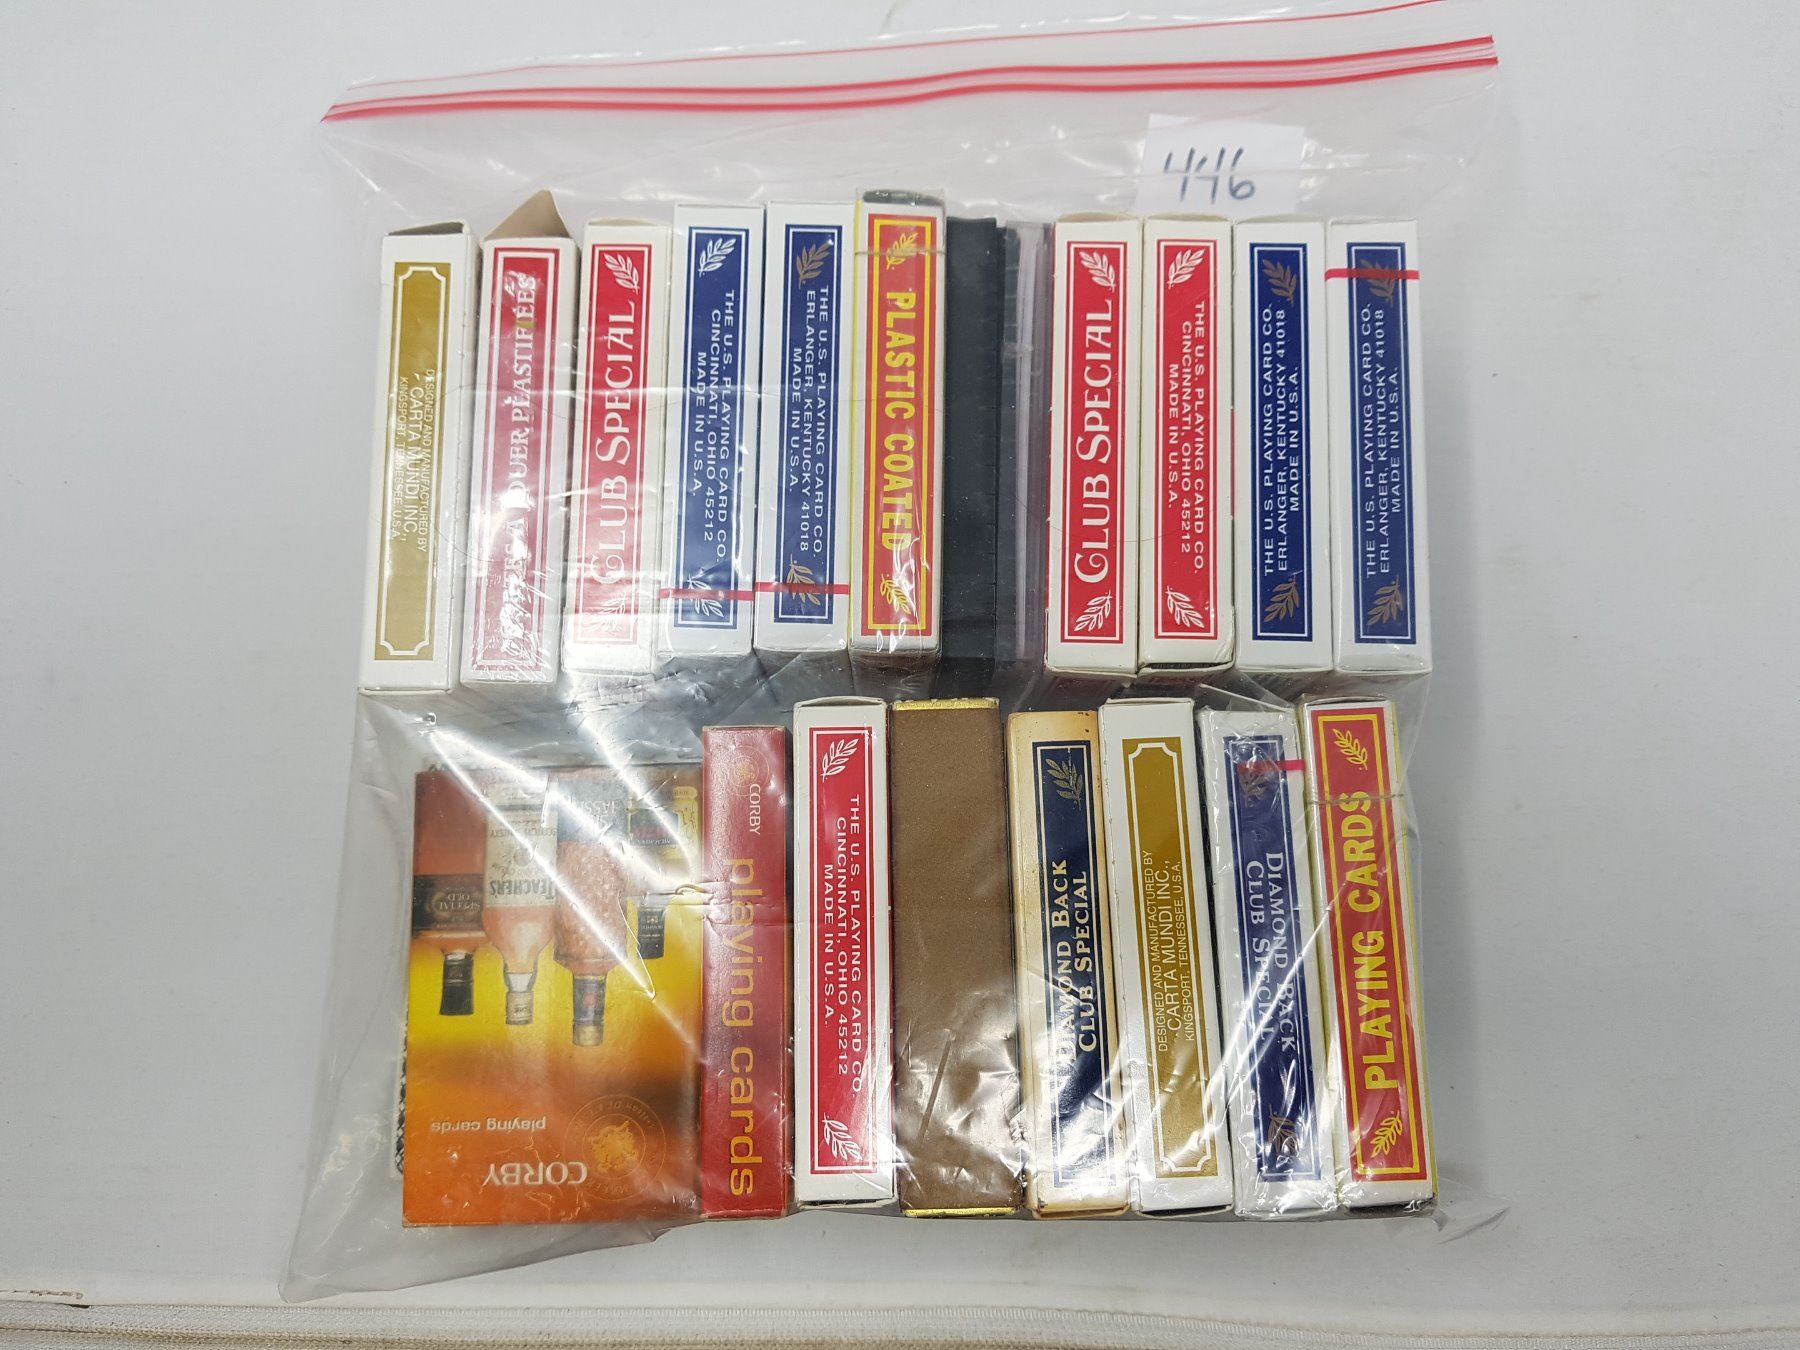 446
DESIGNED AND MANUFACTURED BY
CARTA MUNDI INC.,
KINGSPORT, TENNESSEE, U.S.A.
PLASTIFIEES
CLUB SPECIAL
THE U.S. PLAYING CARD CO.
CINCINNATI, OHIO 45212
MADE IN U.S.A.
THE U.S. PLAYING CARD CO.
ERLANGER, KENTUCKY 41018
MADE IN U.S.A.
PLASTIC COATED
CLUB SPECIAL
THE U.S. PLAYING CARD CO.
CINCINNATI, OHIO 45212
MADE IN U.S.A.
THE U.S. PLAYING CARD CO.
ERLANGER, KENTUCKY 41018
MADE IN U.S.A.
THE U.S. PLAYING CARD CO.
ERLANGER, KENTUCKY 41018
MADE IN U.S.A.
CORBY
playing cards
TEACHER'S
SPECIAL
OLD
CORBY
playing cards
THE U.S. PLAYING CARD CO.
CINCINNATI, OHIO 45212
MADE IN U.S.A.
DIAMOND BACK
CLUB SPECIAL
DESIGNED AND MANUFACTURED BY
CARTA MUNDI INC.,
KINGSPORT, TENNESSEE, U.S.A.
DIAMOND BACK
CLUB SPECIAL
PLAYING CARDS